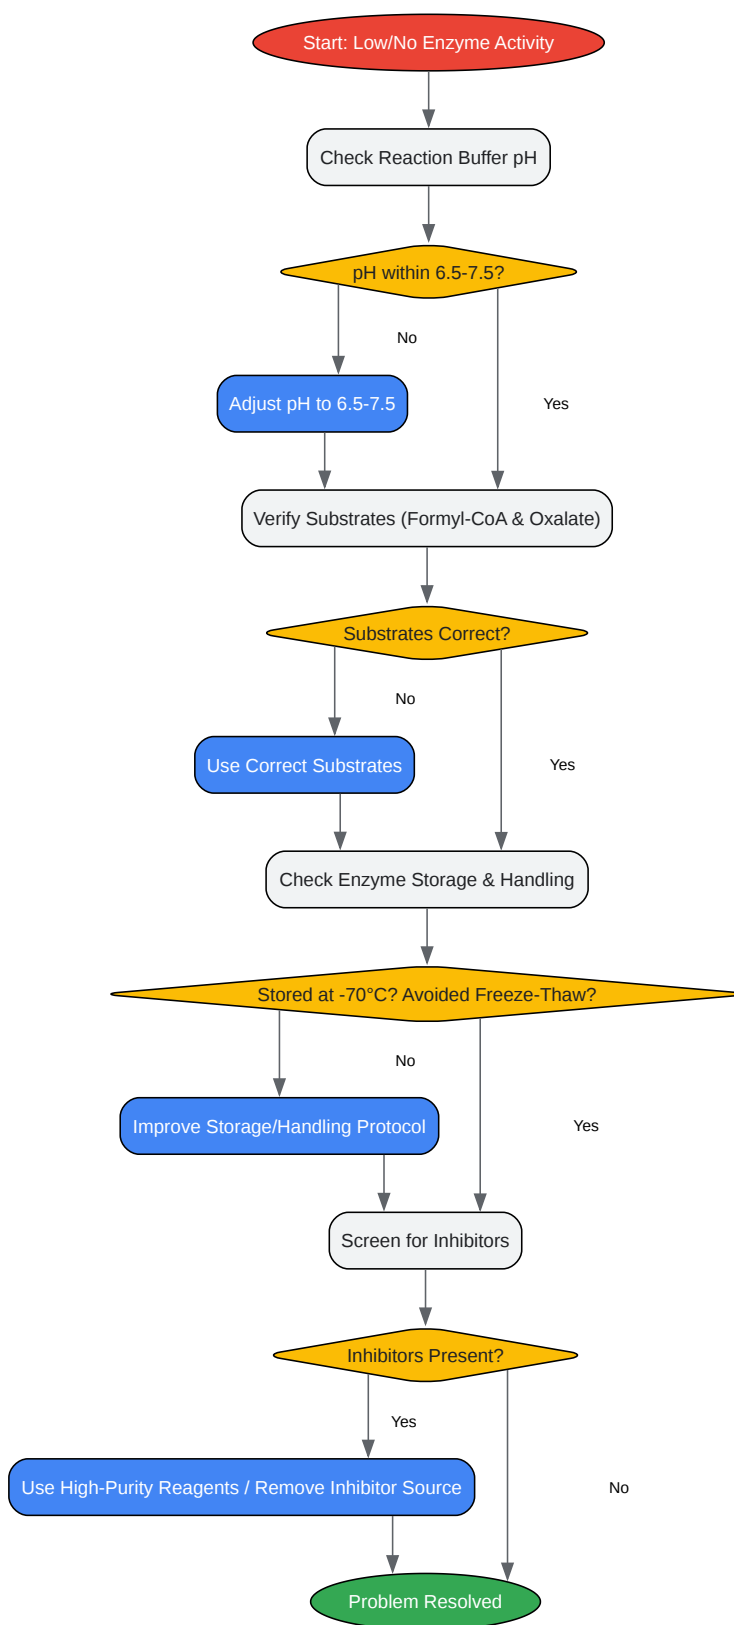 Start: Low/No Enzyme Activity
Check Reaction Buffer pH
pH within 6.5-7.5?
No
Adjust pH to 6.5-7.5
Yes
Verify Substrates (Formyl-CoA & Oxalate)
Substrates Correct?
No
Use Correct Substrates
Yes
Check Enzyme Storage & Handling
Stored at -70°C? Avoided Freeze-Thaw?
No
Improve Storage/Handling Protocol
Yes
Screen for Inhibitors
Inhibitors Present?
Yes
Use High-Purity Reagents / Remove Inhibitor Source
No
Problem Resolved